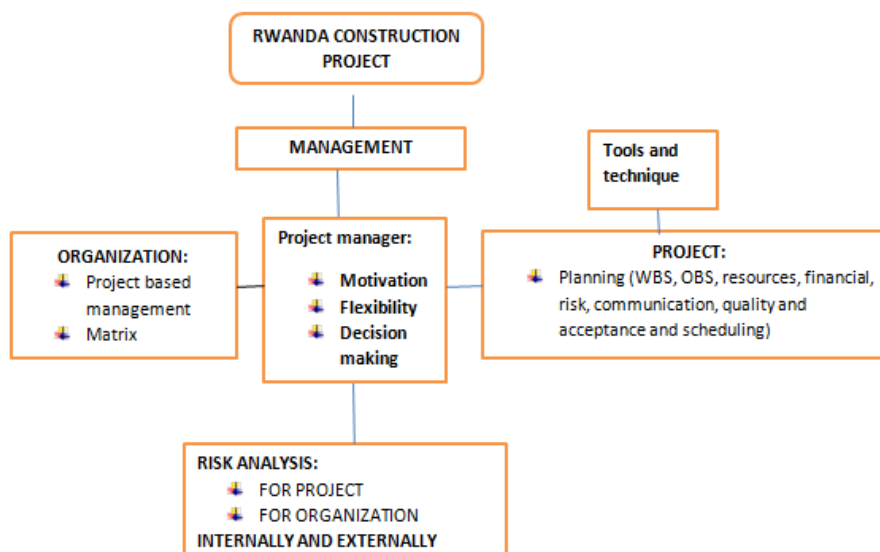 RWANDA CONSTRUCTION
PROJECT
MANAGEMENT
Tools and
technique
ORGANIZATION:
Project based
management
Matrix
Project manager:
Motivation
Flexibility
Decision
making
PROJECT:
Planning (WBS, OBS, resources, financial,
risk, communication, quality and
acceptance and scheduling)
RISK ANALYSIS:
FOR PROJECT
FOR ORGANIZATION
INTERNALLY AND EXTERNALLY